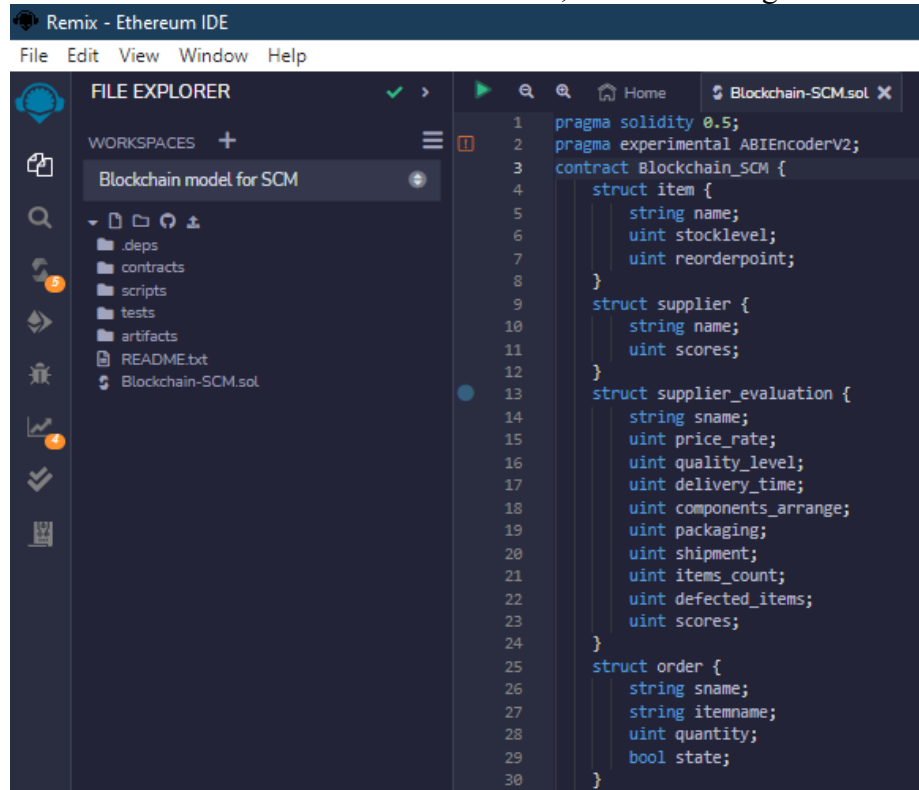 Remix - Ethereum IDE
File Edit View Window Help
FILE EXPLORER
WORKSPACES
Blockchain model for SCM
.deps
contracts
scripts
tests
artifacts
README.txt
Blockchain-SCM.sol
5
4
Home
Blockchain-SCM.sol
1 pragma solidity 0.5;
2 pragma experimental ABIEncoderV2;
3 contract Blockchain_SCM {
4 struct item {
5 string name;
6 uint stocklevel;
7 uint reorderpoint;
8 }
9 struct supplier {
10 string name;
11 uint scores;
12 }
13 struct supplier_evaluation {
14 string sname;
15 uint price_rate;
16 uint quality_level;
17 uint delivery_time;
18 uint components_arrange;
19 uint packaging;
20 uint shipment;
21 uint items_count;
22 uint defected_items;
23 uint scores;
24 }
25 struct order {
26 string sname;
27 string itemname;
28 uint quantity;
29 bool state;
30 }